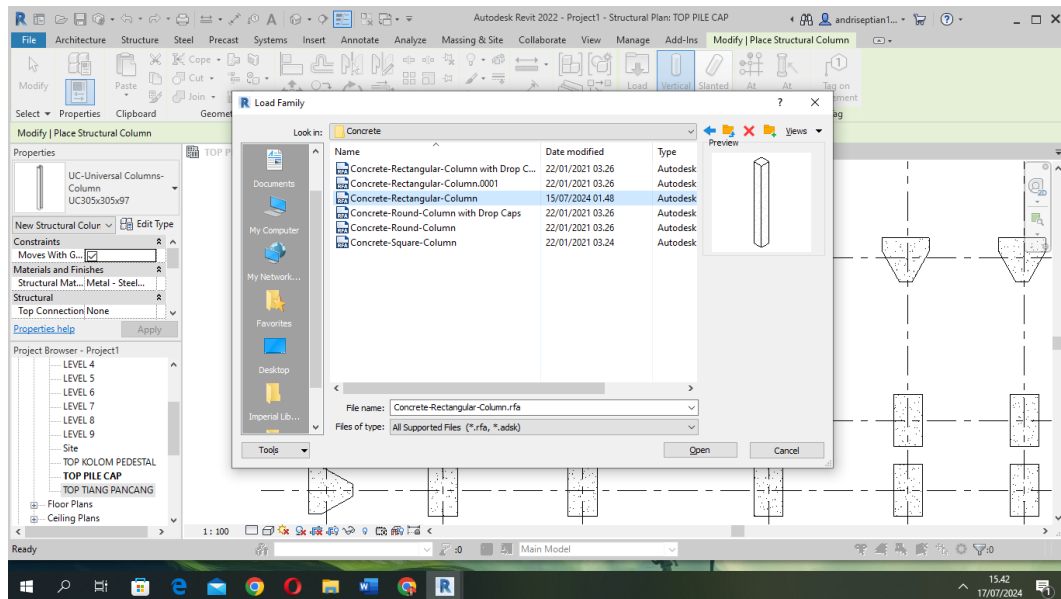 Autodesk Revit 2022 - Project1 - Structural Plan: TOP PILE CAP
andriseptian1...
File Architecture Structure Steel Precast Systems Insert Annotate Analyze Massing & Site Collaborate View Manage Add-Ins Modify | Place Structural Column
Modify
Paste
Cope
Cut
Join
Load Vertical Slanted At At Tag on
Select Properties Clipboard Geomet
Modify | Place Structural Column
Load Family
Look in: Concrete
Views
Properties
UC-Universal Columns-
Column
UC305x305x97
New Structural Colur Edit Type
Constraints
Moves With G...
Materials and Finishes
Structural Mat... Metal - Steel...
Structural
Top Connection None
Properties help Apply
Project Browser - Project1
LEVEL 4
LEVEL 5
LEVEL 6
LEVEL 7
LEVEL 8
LEVEL 9
Site
TOP KOLOM PEDESTAL
TOP PILE CAP
TOP TIANG PANCANG
Floor Plans
Ceiling Plans
TOP P
Documents
My Computer
My Network...
Favorites
Desktop
Imperial Lib...
Name Date modified Type
Concrete-Rectangular-Column with Drop C... 22/01/2021 03.26 Autodesk
Concrete-Rectangular-Column.0001 22/01/2021 03.26 Autodesk
Concrete-Rectangular-Column 15/07/2024 01.48 Autodesk
Concrete-Round-Column with Drop Caps 22/01/2021 03.26 Autodesk
Concrete-Round-Column 22/01/2021 03.26 Autodesk
Concrete-Square-Column 22/01/2021 03.24 Autodesk
Preview
File name: Concrete-Rectangular-Column.rfa
Files of type: All Supported Files (*.rfa, *.adsk)
Tools Open Cancel
1 : 100
Ready
:0 Main Model :0
15.42
17/07/2024